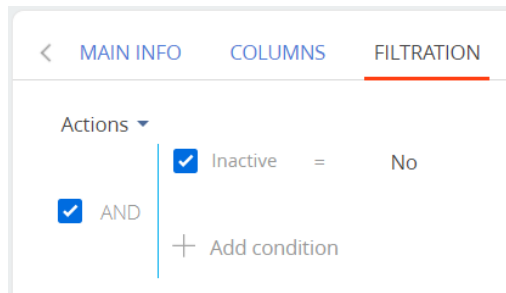 MAIN INFO COLUMNS FILTRATION
Actions
Inactive = No
AND
Add condition